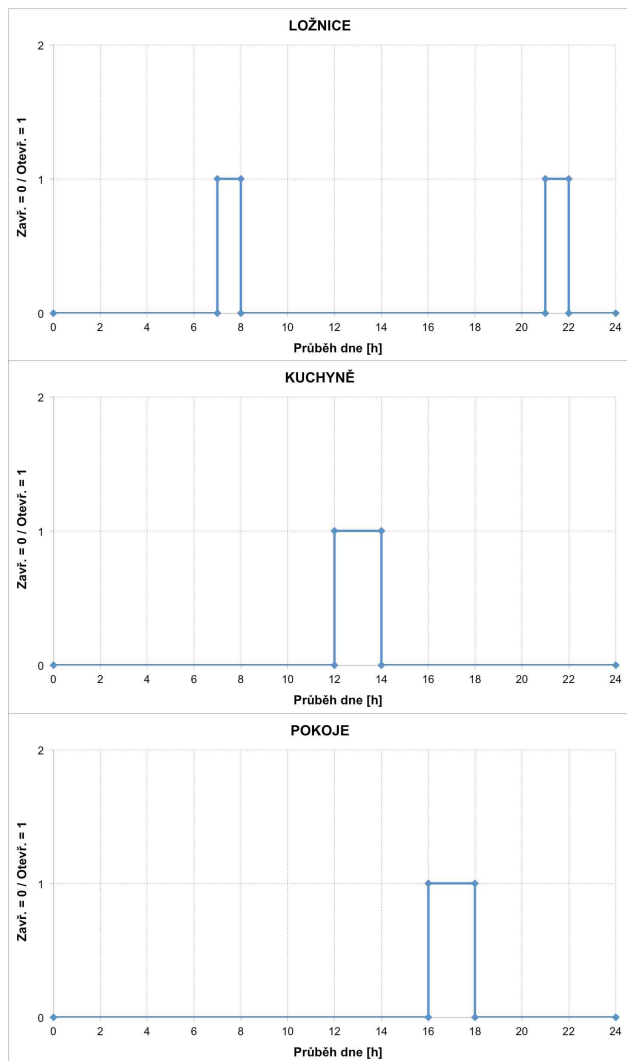 LOŽNICE
2
1
0
Zavř. = 0 / Otevř. = 1
0 2 4 6 8 10 12 14 16 18 20 22 24
Průběh dne [h]
KUCHYNĚ
2
1
0
Zavř. = 0 / Otevř. = 1
0 2 4 6 8 10 12 14 16 18 20 22 24
Průběh dne [h]
POKOJE
2
1
0
Zavř. = 0 / Otevř. = 1
0 2 4 6 8 10 12 14 16 18 20 22 24
Průběh dne [h]